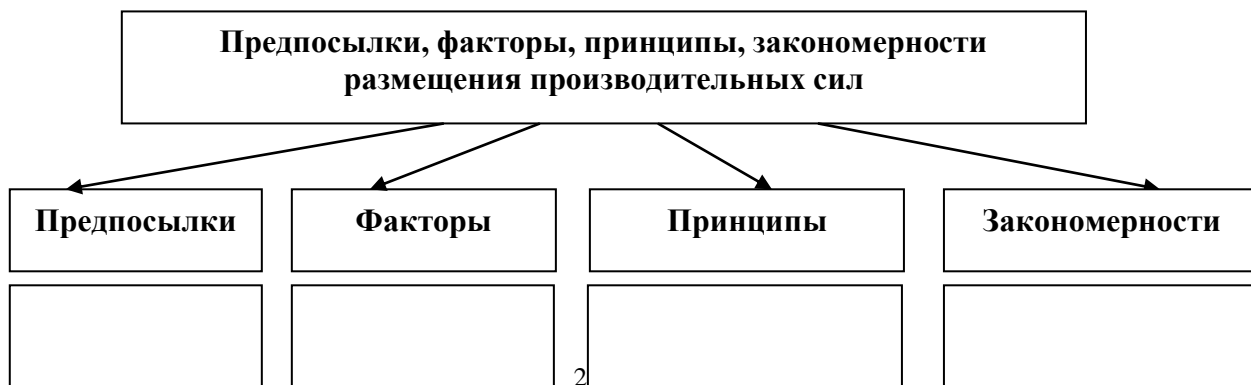 Предпосылки, факторы, принципы, закономерности
размещения производительных сил
Предпосылки
Факторы
Принципы
Закономерности
2